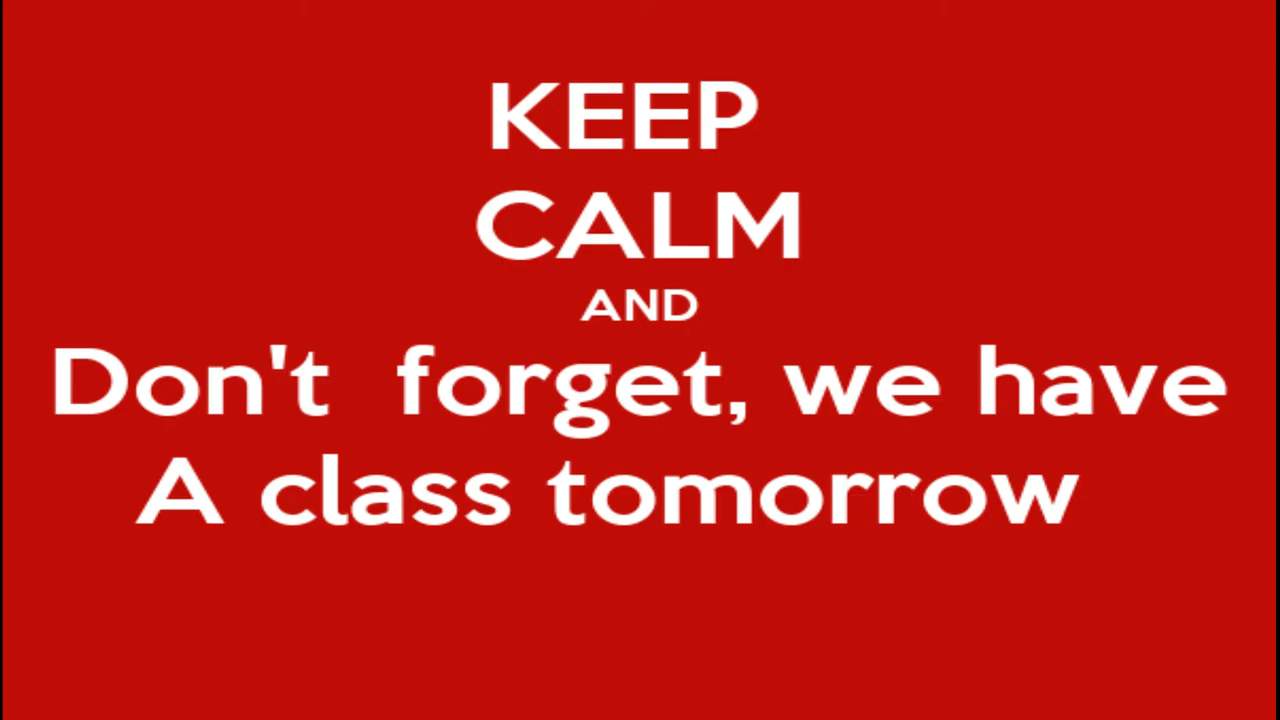 KEEP
CALM
AND
Don't  forget, we have
A class tomorrow